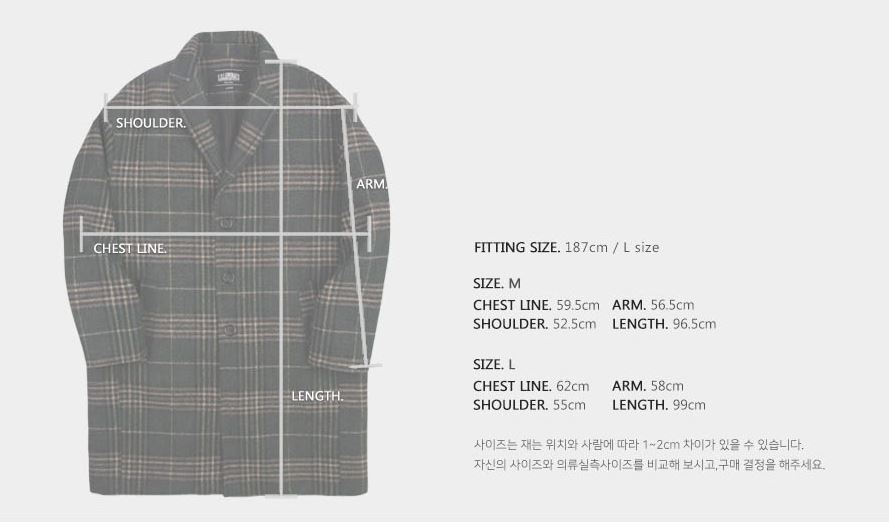 SHOULDER.
ARM.
CHEST LINE.
LENGTH.
FITTING SIZE. 187cm / L size
SIZE. M
CHEST LINE. 59.5cm ARM. 56.5cm
SHOULDER. 52.5cm LENGTH. 96.5cm
SIZE. L
CHEST LINE. 62cm ARM. 58cm
SHOULDER. 55cm LENGTH. 99cm
사이즈는 재는 위치와 사람에 따라 1~2cm 차이가 있을 수 있습니다.
자신의 사이즈와 의류실측사이즈를 비교해 보시고,구매 결정을 해주세요.